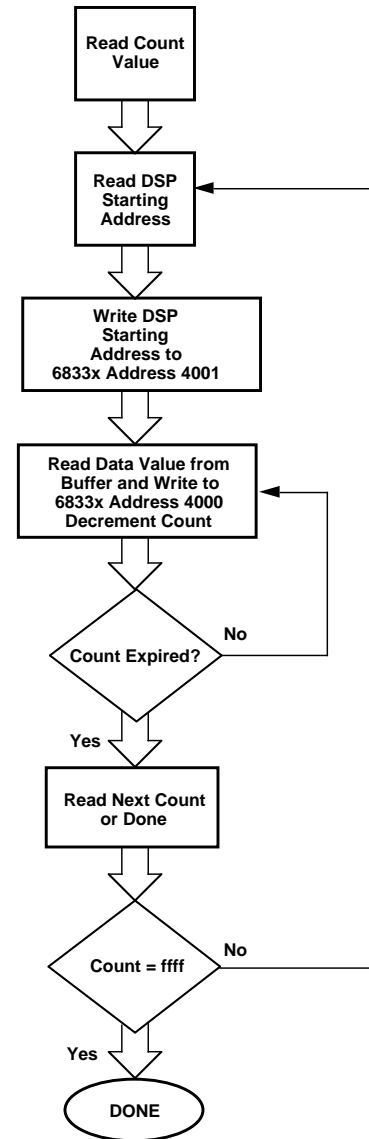 Read Count
Value
Read DSP
Starting
Address
Write DSP
Starting
Address to
6833x Address 4001
Read Data Value from
Buffer and Write to
6833x Address 4000
Decrement Count
No
Count Expired?
Yes
Read Next Count
or Done
No
Count = ffff
Yes
DONE